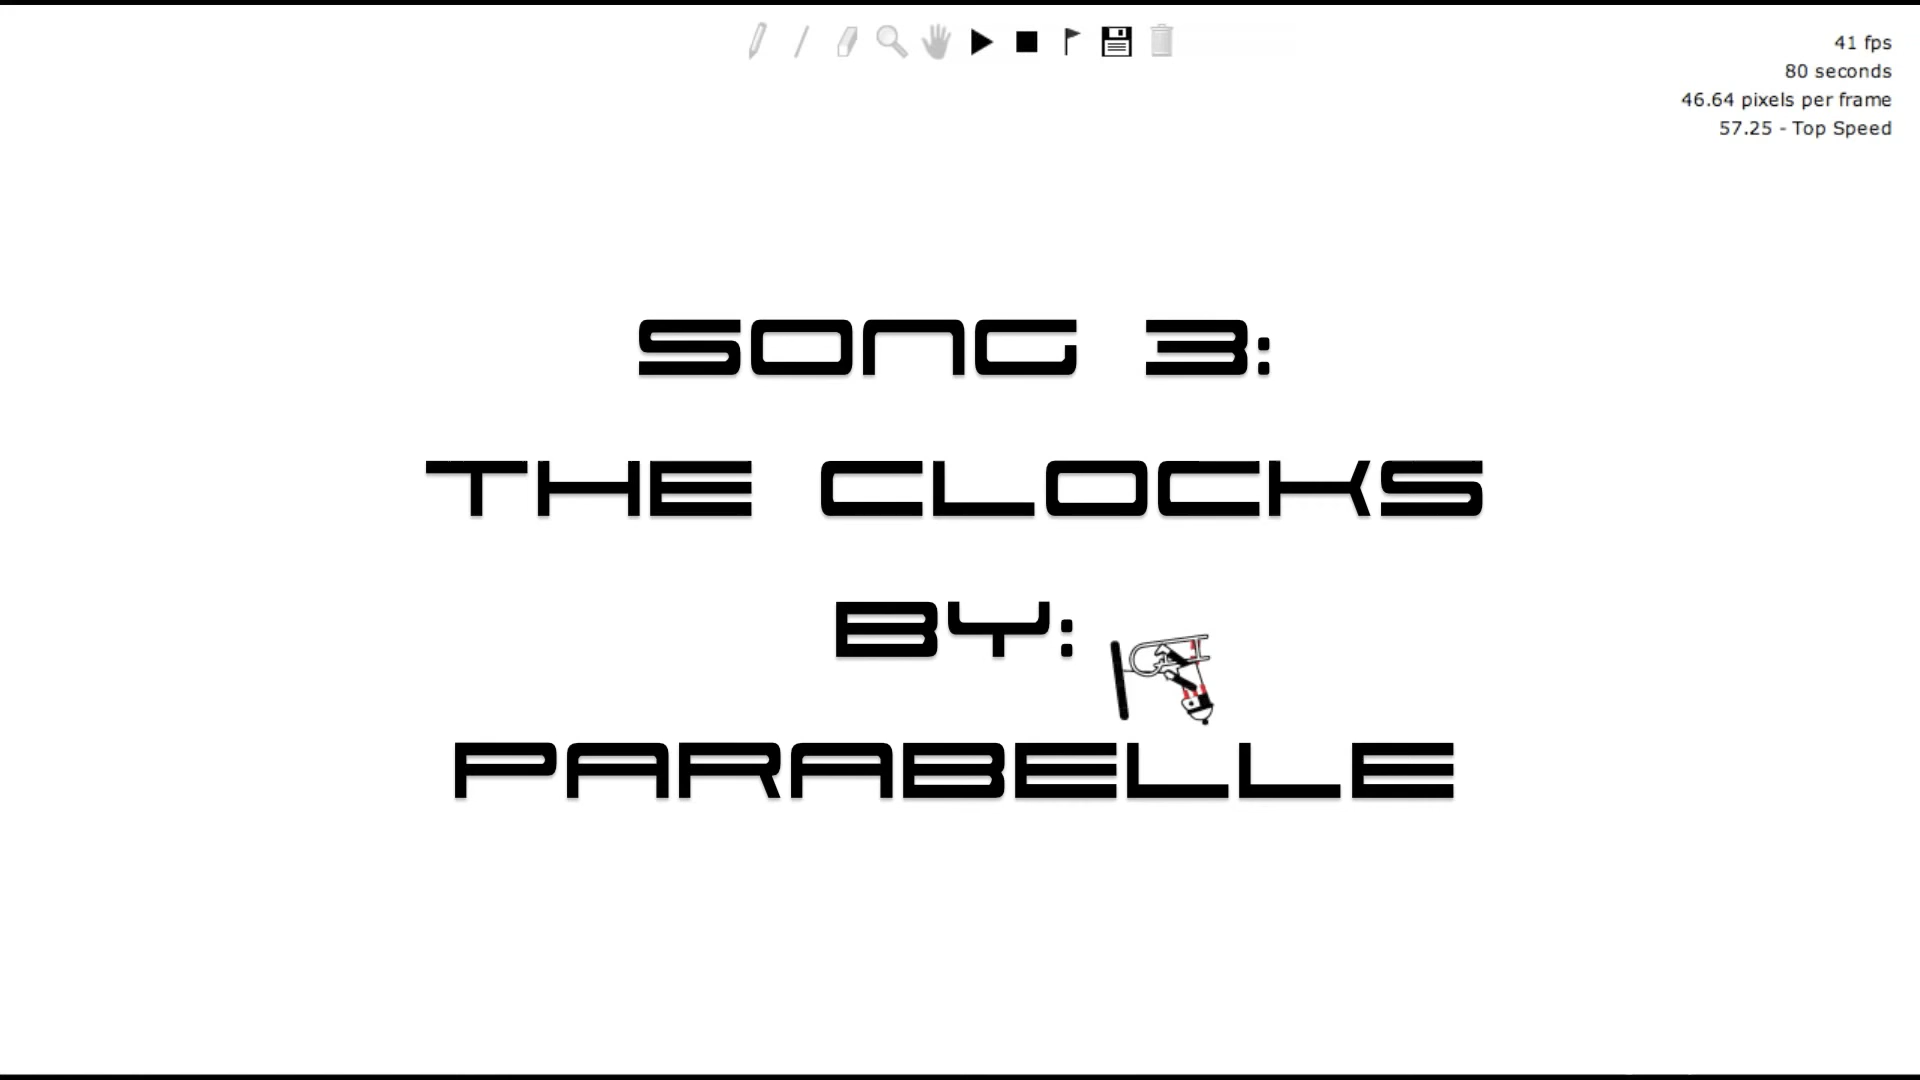 41 fps
80 seconds
46.64 pixels per frame
57.25 - Top Speed
SONG 3:
THE CLOCKS
BY:
PARABELLE